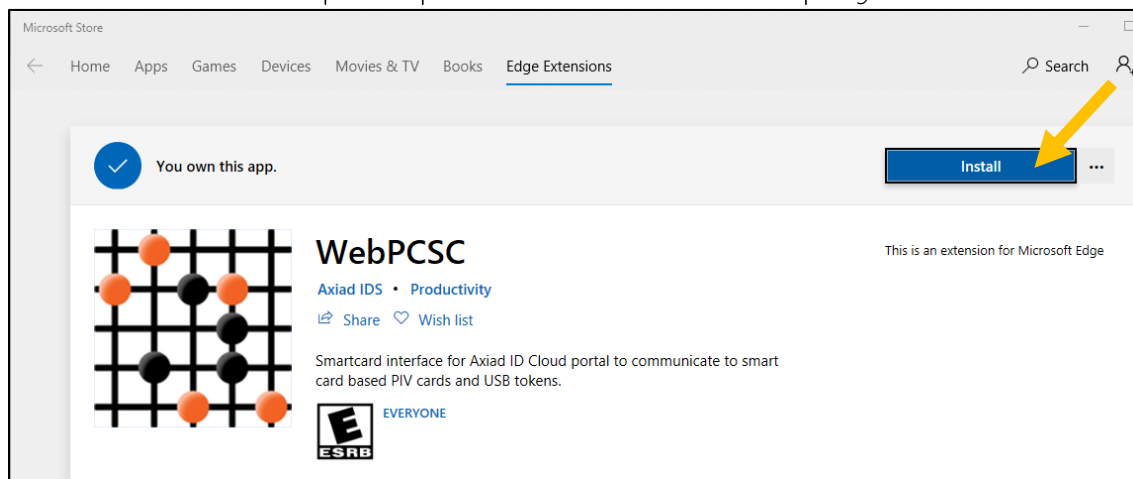 Microsoft Store
Home Apps Games Devices Movies & TV Books Edge Extensions Search
You own this app.
Install ...
WebPCSC
This is an extension for Microsoft Edge
Axiad IDS • Productivity
Share Wish list
Smartcard interface for Axiad ID Cloud portal to communicate to smart
card based PIV cards and USB tokens.
E EVERYONE
ESRB